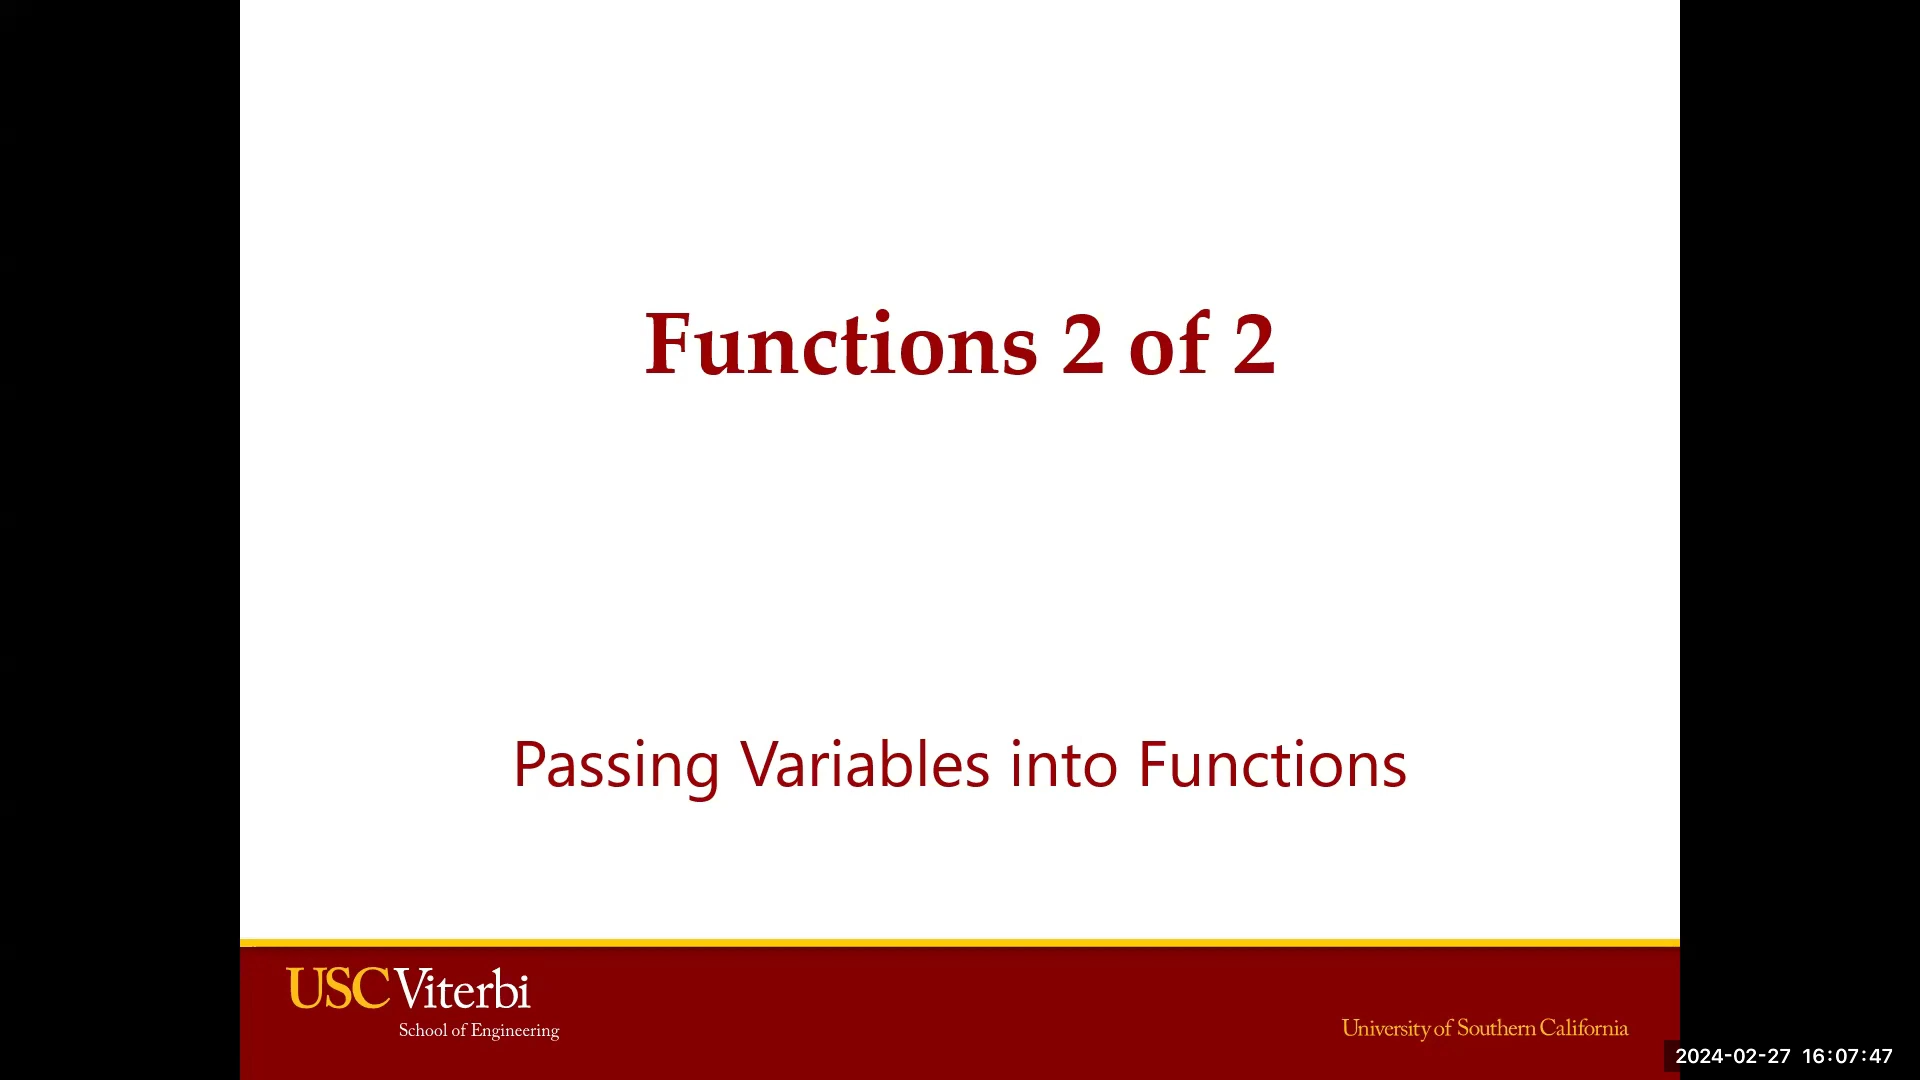 Functions 2 of 2
Passing Variables into Functions
USC Viterbi
School of Engineering
University of Southern California
2024-02-27 16:07:47